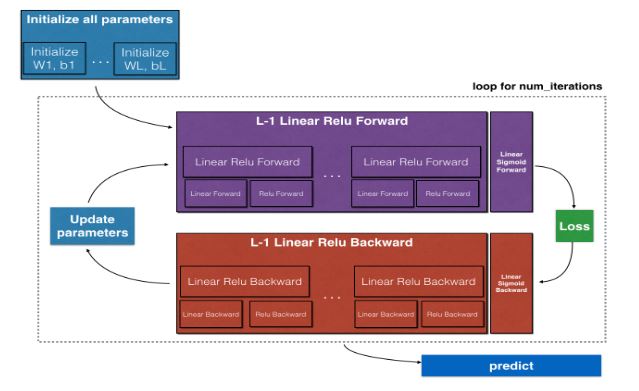 Initialize all parameters
Initialize
W1, b1
...
Initialize
WL, bL
loop for num_iterations
L-1 Linear Relu Forward
Linear Relu Forward
...
Linear Relu Forward
Linear Forward
Relu Forward
Linear Forward
Relu Forward
Linear
Sigmoid
Forward
Update
parameters
Loss
L-1 Linear Relu Backward
Linear Relu Backward
...
Linear Relu Backward
Linear Backward
Relu Backward
Linear Backward
Relu Backward
Linear
Sigmoid
Backward
predict